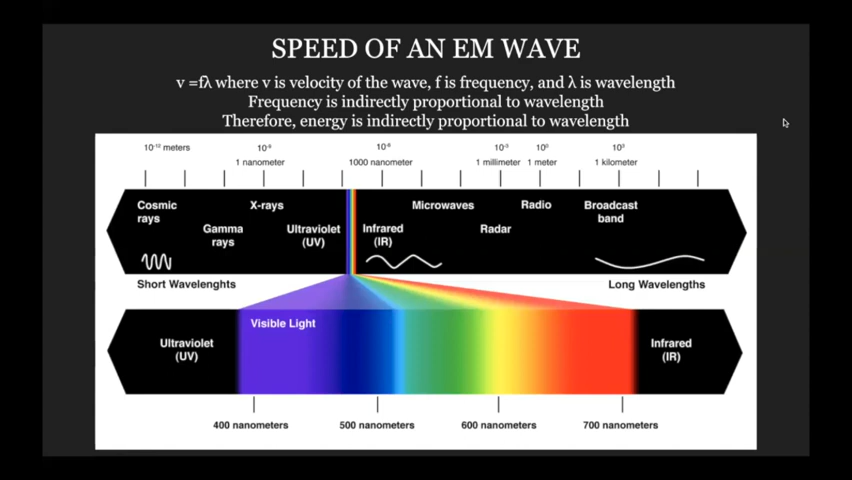 SPEED OF AN EM WAVE
v =fλ where v is velocity of the wave, f is frequency, and λ is wavelength
Frequency is indirectly proportional to wavelength
Therefore, energy is indirectly proportional to wavelength
10-12 meters 10-9 10-6 10-3 100 103
1 nanometer 1000 nanometer 1 millimeter 1 meter 1 kilometer
Cosmic rays X-rays Microwaves Radio Broadcast band
Gamma rays Ultraviolet (UV) Infrared (IR) Radar
Short Wavelenghts Long Wavelengths
Visible Light
Ultraviolet (UV) Infrared (IR)
400 nanometers 500 nanometers 600 nanometers 700 nanometers